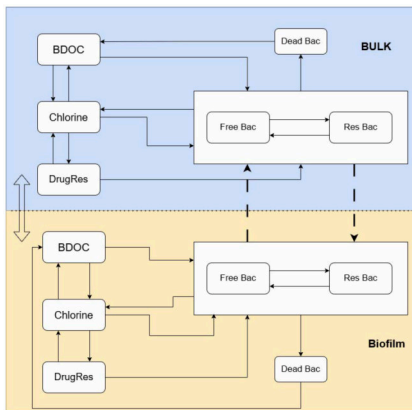 Dead Bac
BDOC
BULK
Chlorine
Free Bac
Res Bac
DrugRes
BDOC
Free Bac
Res Bac
Chlorine
Biofilm
DrugRes
Dead Bac